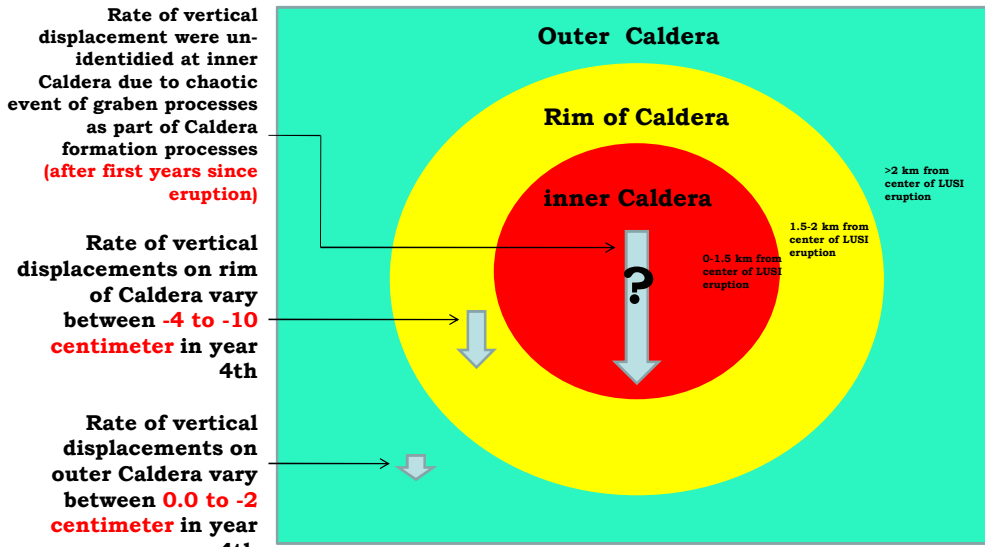 Rate of vertical
displacement were un-
identidied at inner
Caldera due to chaotic
event of graben processes
as part of Caldera
formation processes
(after first years since
eruption)
Rate of vertical
displacements on rim
of Caldera vary
between -4 to -10
centimeter in year
4th
Rate of vertical
displacements on
outer Caldera vary
between 0.0 to -2
centimeter in year
4th
Outer Caldera
Rim of Caldera
inner Caldera
?
>2 km from
center of LUSI
eruption
1.5-2 km from
center of LUSI
eruption
0-1.5 km from
center of LUSI
eruption